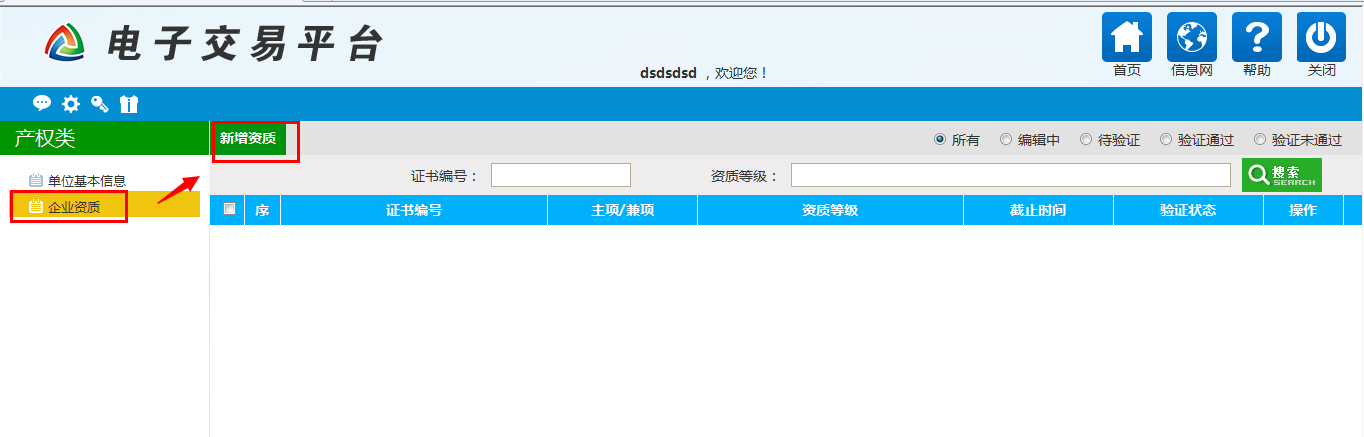 电子交易平台
dsdsdsd ，欢迎您！
首页 信息网 帮助 关闭
产权类
单位基本信息
企业资质
新增资质 所有 编辑中 待验证 验证通过 验证未通过
证书编号： 资质等级： 搜索 SEARCH
序 证书编号 主项/兼项 资质等级 截止时间 验证状态 操作